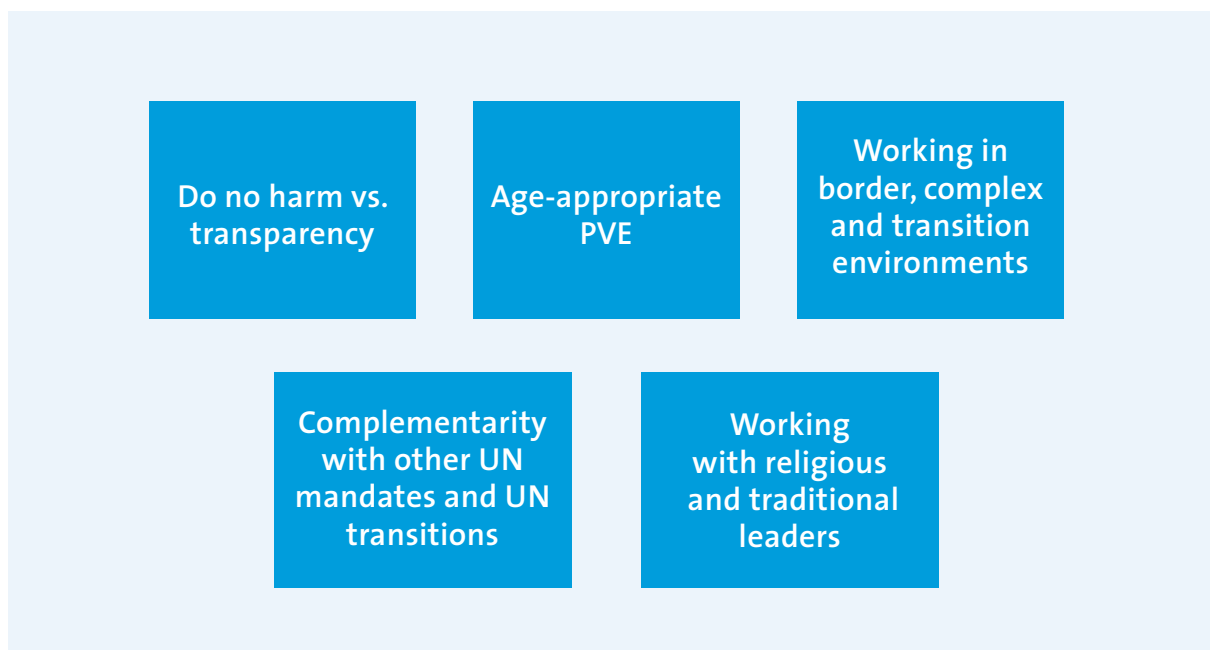 Do no harm vs.
transparency
Age-appropriate
PVE
Working in
border, complex
and transition
environments
Complementarity
with other UN
mandates and UN
transitions
Working
with religious
and traditional
leaders